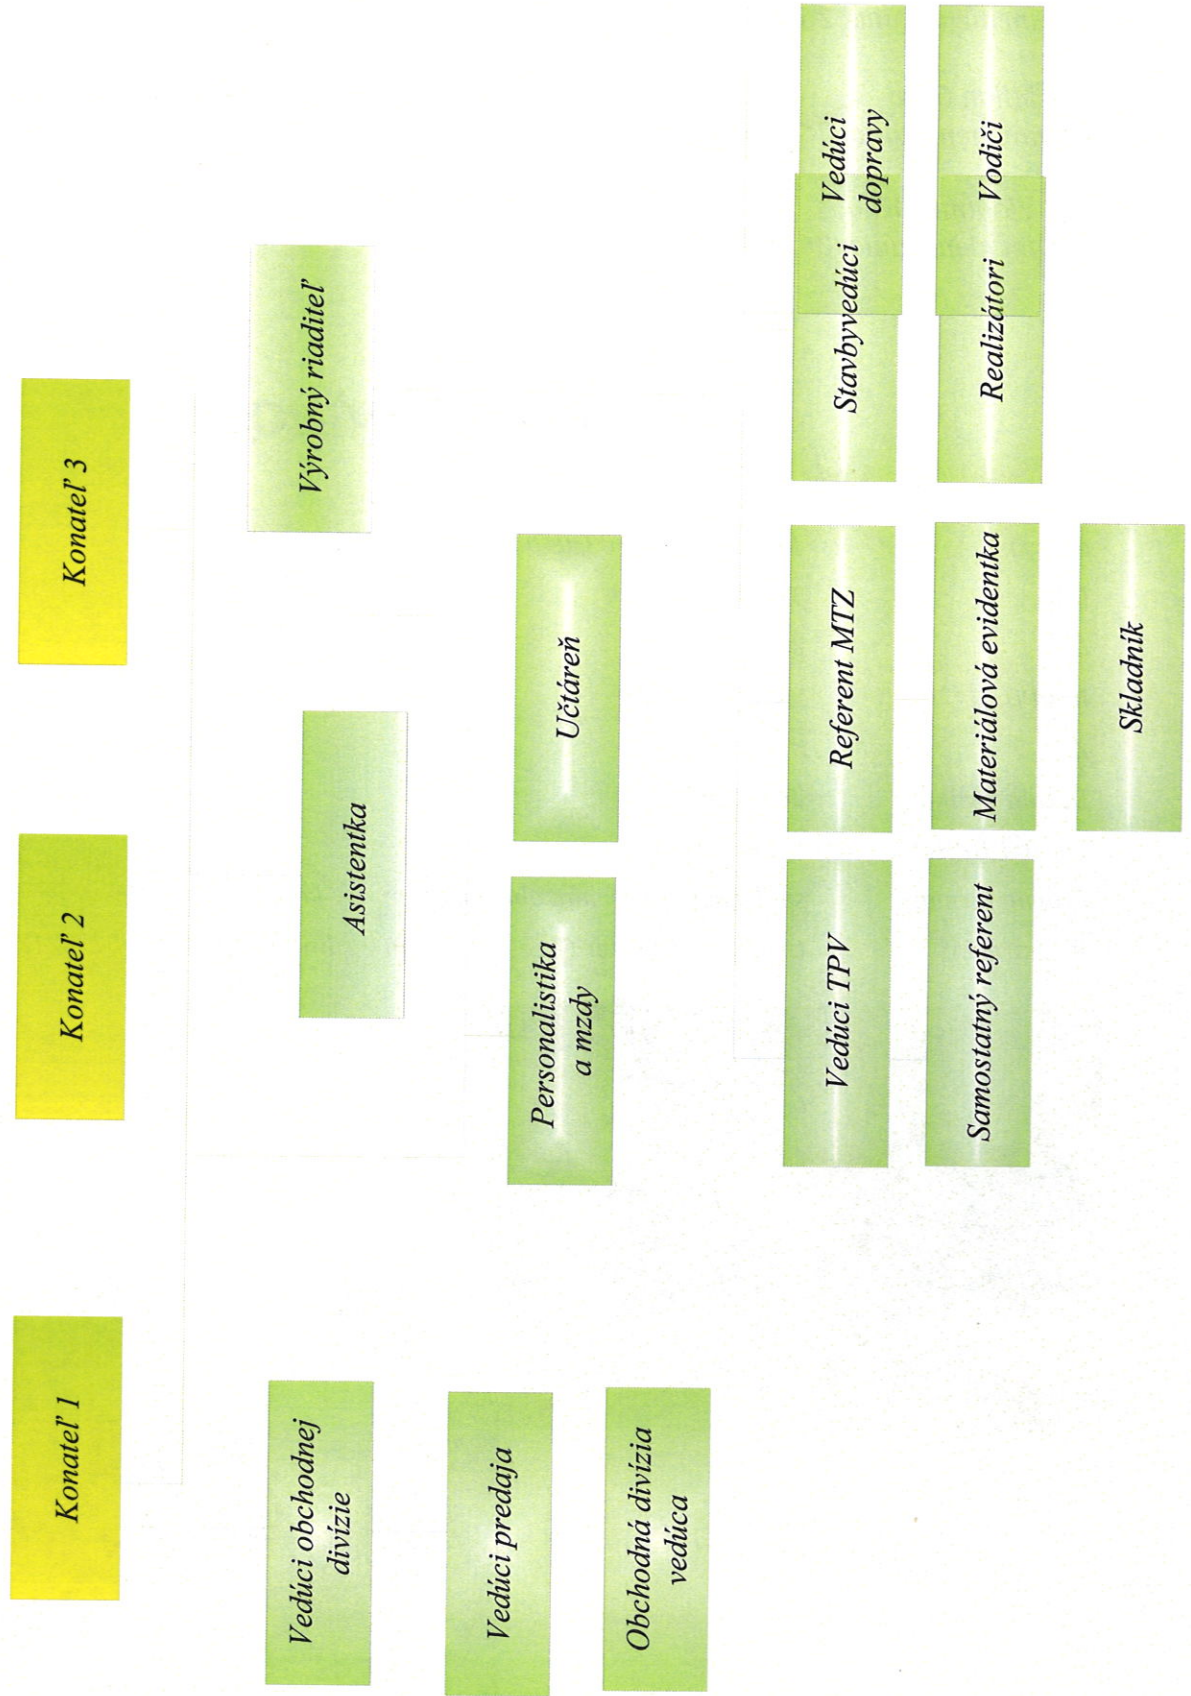 Konateľ 1
Konateľ 2
Konateľ 3
Vedúci obchodnej
divízie
Asistentka
Výrobný riaditeľ
Vedúci predaja
Personalistika
a mzdy
Učtáreň
Obchodná divízia
vedúca
Vedúci TPV
Referent MTZ
Stavbyvedúci
Vedúci
dopravy
Samostatný referent
Materiálová evidentka
Realizátori
Vodiči
Skladník